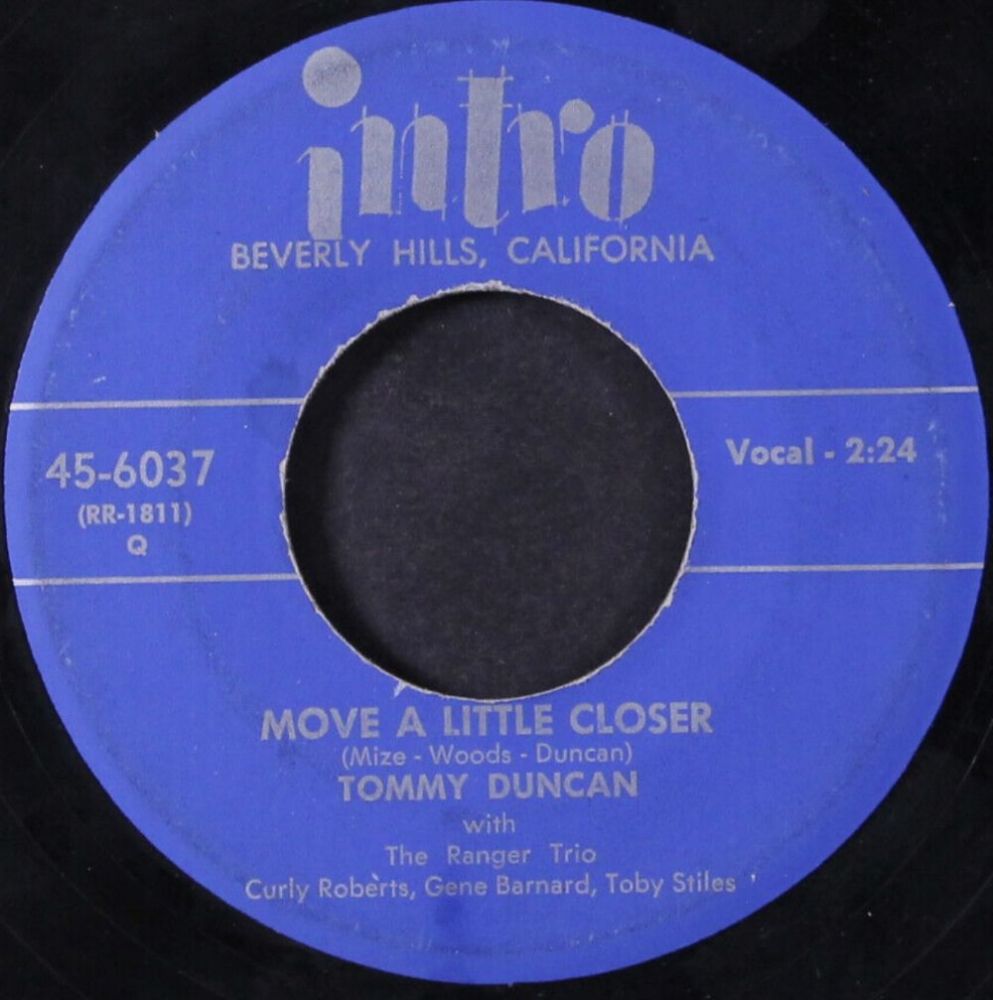 intro
BEVERLY HILLS, CALIFORNIA
45-6037
(RR-1811)
Q
Vocal - 2:24
MOVE A LITTLE CLOSER
(Mize - Woods - Duncan)
TOMMY DUNCAN
with
The Ranger Trio
Curly Roberts, Gene Barnard, Toby Stiles